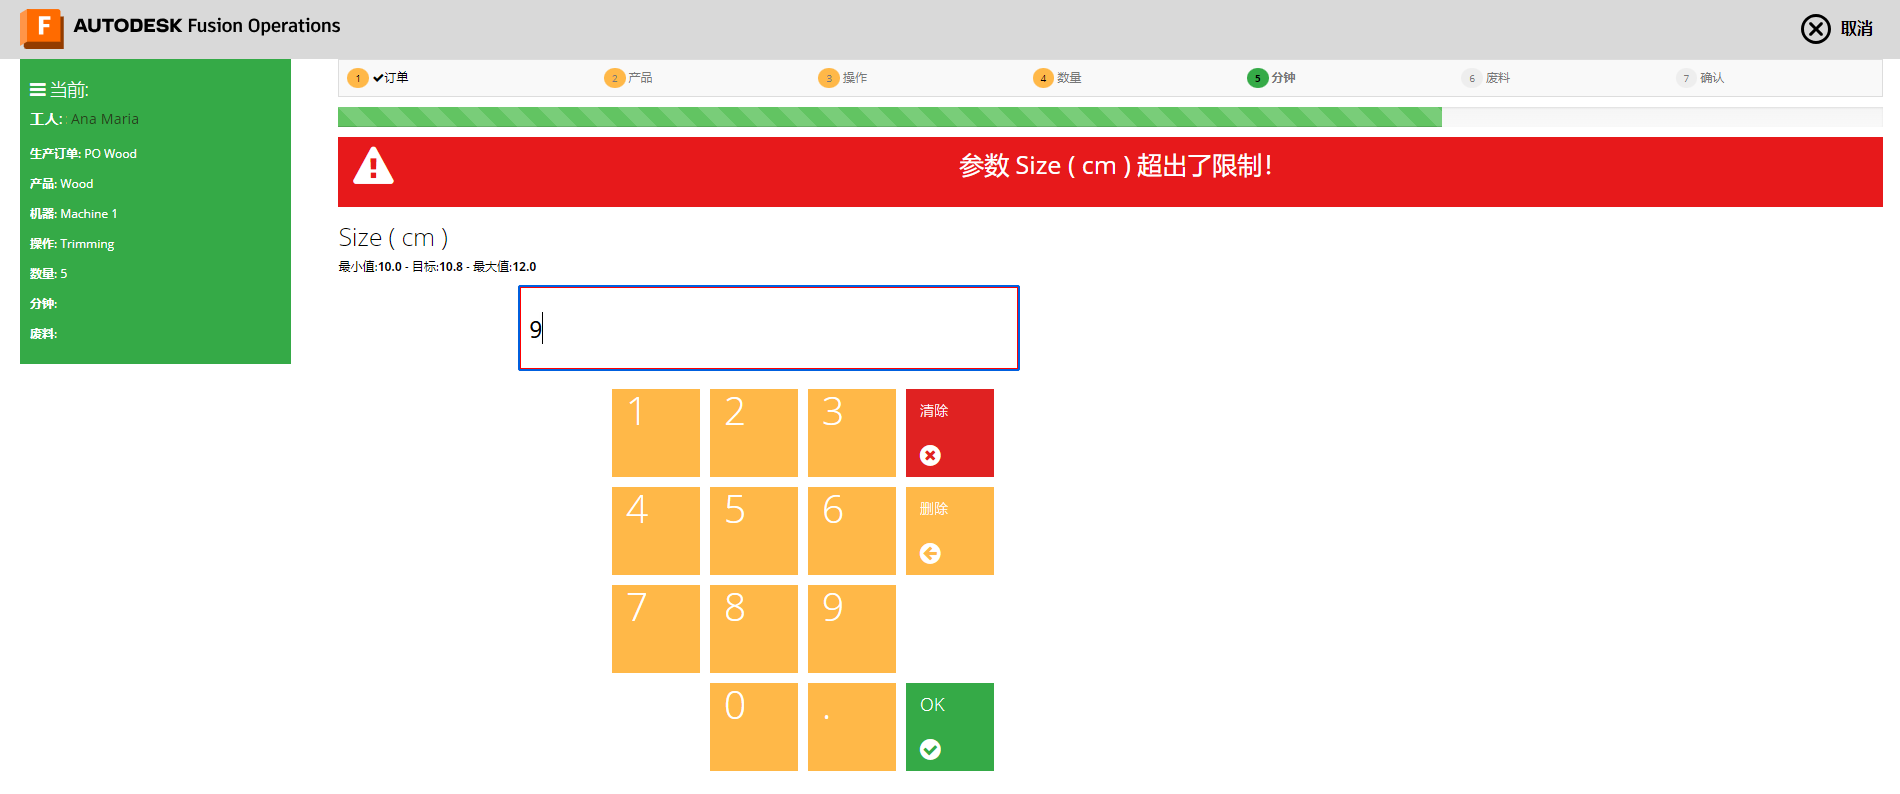 F AUTODESK Fusion Operations
取消
当前:
工人: Ana Maria
生产订单: PO Wood
产品: Wood
机器: Machine 1
操作: Trimming
数量: 5
分钟:
废料:
1 订单 2 产品 3 操作 4 数量 5 分钟 6 废料 7 确认
参数 Size ( cm ) 超出了限制!
Size ( cm )
最小值:10.0 - 目标:10.8 - 最大值:12.0
9
1 2 3 清除
4 5 6 删除
7 8 9
0 . OK